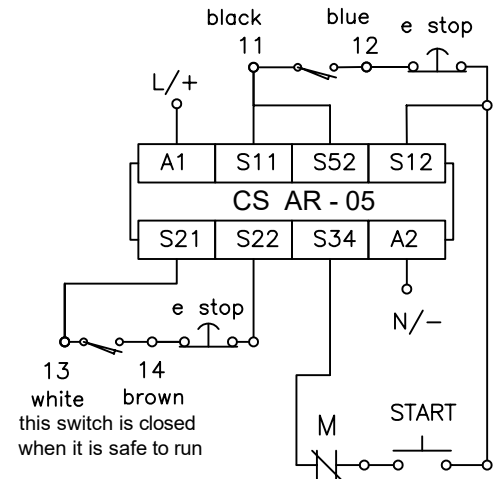 black
blue
e stop
11
12
L/+
A1
S11
S52
S12
CS AR - 05
S21
S22
S34
A2
e stop
N/-
13
14
white
brown
this switch is closed
when it is safe to run
M
START